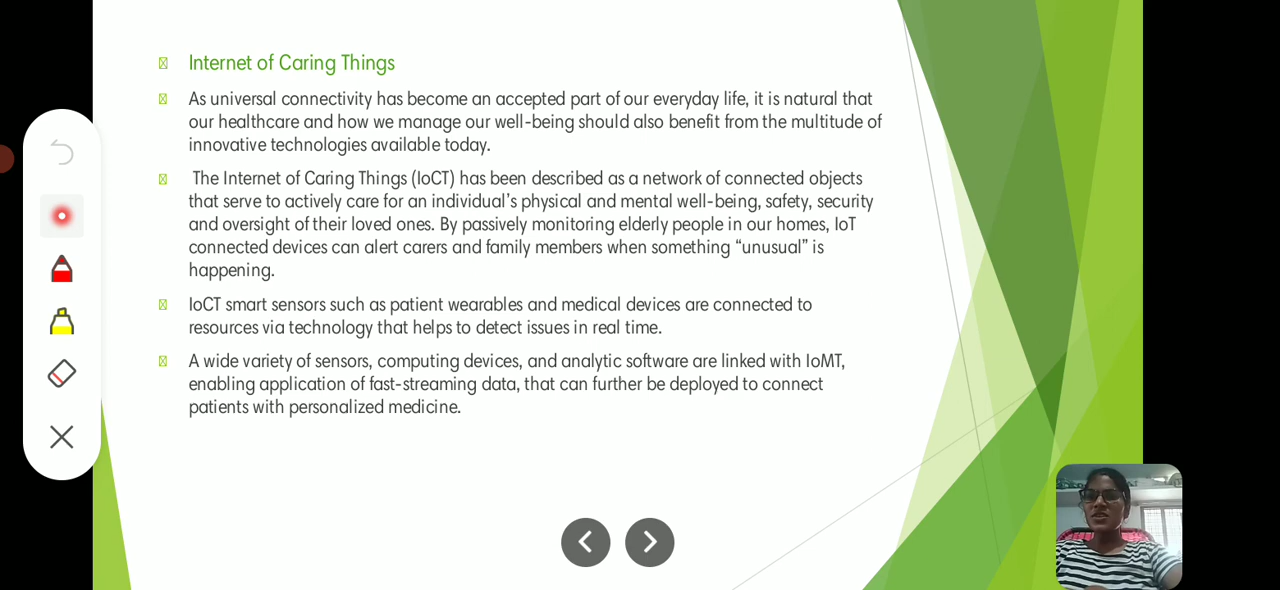 Internet of Caring Things
As universal connectivity has become an accepted part of our everyday life, it is natural that
our healthcare and how we manage our well-being should also benefit from the multitude of
innovative technologies available today.
The Internet of Caring Things (IoCT) has been described as a network of connected objects
that serve to actively care for an individual’s physical and mental well-being, safety, security
and oversight of their loved ones. By passively monitoring elderly people in our homes, IoT
connected devices can alert carers and family members when something “unusual” is
happening.
IoCT smart sensors such as patient wearables and medical devices are connected to
resources via technology that helps to detect issues in real time.
A wide variety of sensors, computing devices, and analytic software are linked with IoMT,
enabling application of fast-streaming data, that can further be deployed to connect
patients with personalized medicine.